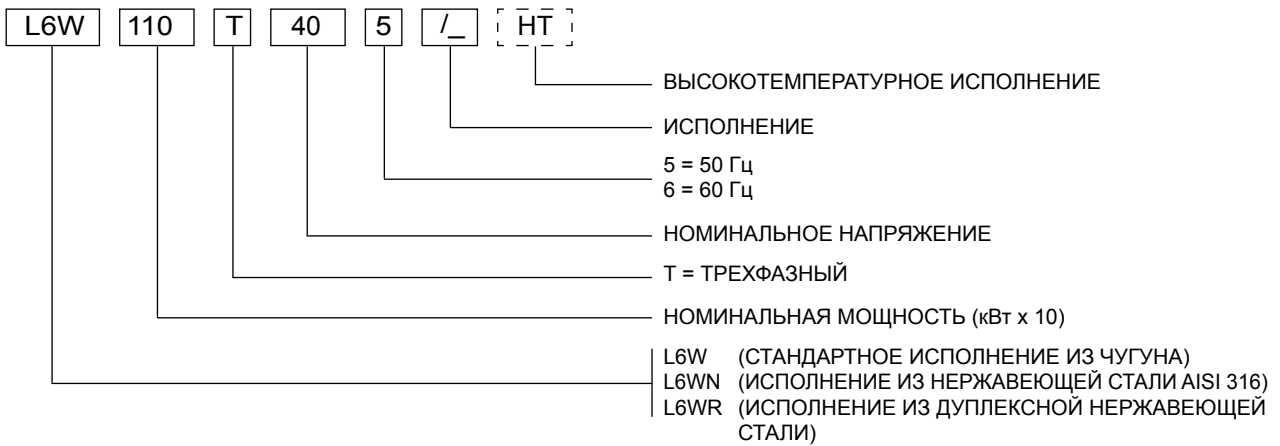 L6W 110 T 40 5 /_ HT
ВЫСОКОТЕМПЕРАТУРНОЕ ИСПОЛНЕНИЕ
ИСПОЛНЕНИЕ
5 = 50 Гц
6 = 60 Гц
НОМИНАЛЬНОЕ НАПРЯЖЕНИЕ
Т = ТРЕХФАЗНЫЙ
НОМИНАЛЬНАЯ МОЩНОСТЬ (кВт x 10)
L6W (СТАНДАРТНОЕ ИСПОЛНЕНИЕ ИЗ ЧУГУНА)
L6WN (ИСПОЛНЕНИЕ ИЗ НЕРЖАВЕЮЩЕЙ СТАЛИ AISI 316)
L6WR (ИСПОЛНЕНИЕ ИЗ ДУПЛЕКСНОЙ НЕРЖАВЕЮЩЕЙ
СТАЛИ)